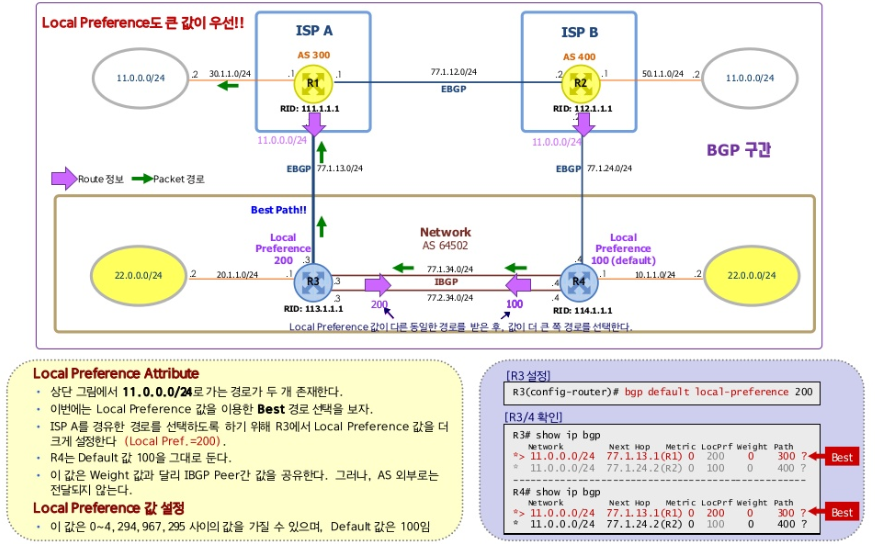 Local Preference도 큰 값이 우선!!
ISP A
ISP B
AS 300
AS 400
11.0.0.0/24
.2
30.1.1.0/24
.1
R1
.1
77.1.12.0/24
EBGP
.2
R2
.1
50.1.1.0/24
.2
11.0.0.0/24
RID: 111.1.1.1
RID: 112.1.1.1
11.0.0.0/24
11.0.0.0/24
BGP 구간
EBGP
77.1.13.0/24
EBGP
77.1.24.0/24
Route 정보
Packet 경로
Best Path!!
Network
AS 64502
Local
Preference
200
Local
Preference
100 (default)
22.0.0.0/24
.2
20.1.1.0/24
.1
.3
R3
.3
.3
77.1.34.0/24
IBGP
77.2.34.0/24
.4
.4
.4
R4
.1
10.1.1.0/24
.2
22.0.0.0/24
RID: 113.1.1.1
200
100
RID: 114.1.1.1
Local Preference 값이 다른 동일한 경로를 받은 후, 값이 더 큰 쪽 경로를 선택한다.
Local Preference Attribute
• 상단 그림에서 11.0.0.0/24로 가는 경로가 두 개 존재한다.
• 이번에는 Local Preference 값을 이용한 Best 경로 선택을 보자.
• ISP A를 경유한 경로를 선택하도록 하기 위해 R3에서 Local Preference 값을 더
크게 설정한다 (Local Pref.=200).
• R4는 Default 값 100을 그대로 둔다.
• 이 값은 Weight 값과 달리 IBGP Peer간 값을 공유한다. 그러나, AS 외부로는
전달되지 않는다.
Local Preference 값 설정
• 이 값은 0~4,294,967,295 사이의 값을 가질 수 있으며, Default 값은 100임
[R3 설정]
R3(config-router)# bgp default local-preference 200
[R3/4 확인]
R3# show ip bgp
Network Next Hop Metric LocPrf Weight Path
*> 11.0.0.0/24 77.1.13.1(R1) 0 200 0 300 ?
* 11.0.0.0/24 77.1.24.2(R2) 0 100 0 400 ?
Best
R4# show ip bgp
Network Next Hop Metric LocPrf Weight Path
*> 11.0.0.0/24 77.1.13.1(R1) 0 200 0 300 ?
* 11.0.0.0/24 77.1.24.2(R2) 0 100 0 400 ?
Best